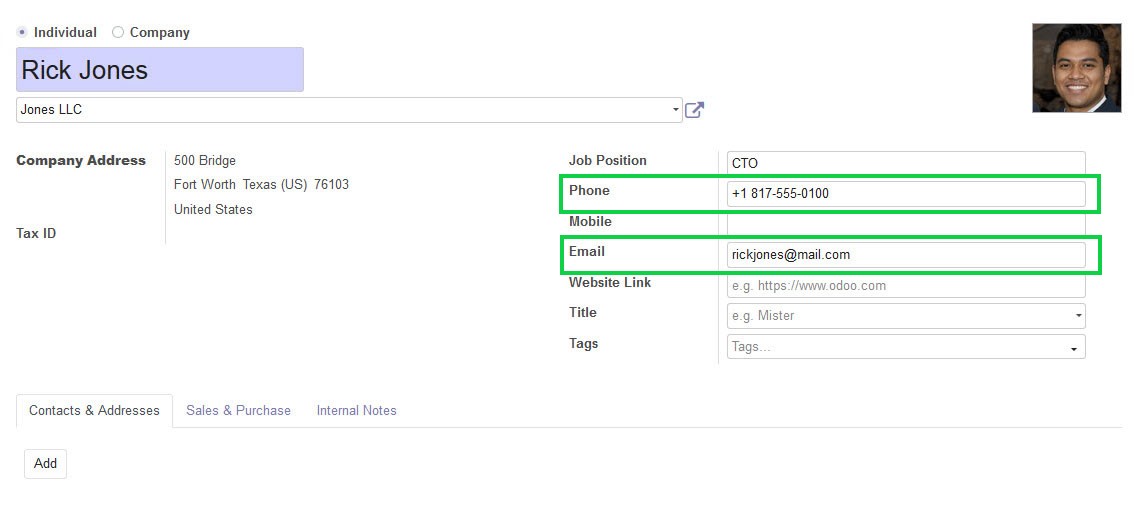 Individual Company
Rick Jones
Jones LLC
Company Address 500 Bridge
Fort Worth Texas (US) 76103
United States
Tax ID
Job Position CTO
Phone +1 817-555-0100
Mobile
Email rickjones@mail.com
Website Link e.g. https://www.odoo.com
Title e.g. Mister
Tags Tags...
Contacts & Addresses Sales & Purchase Internal Notes
Add